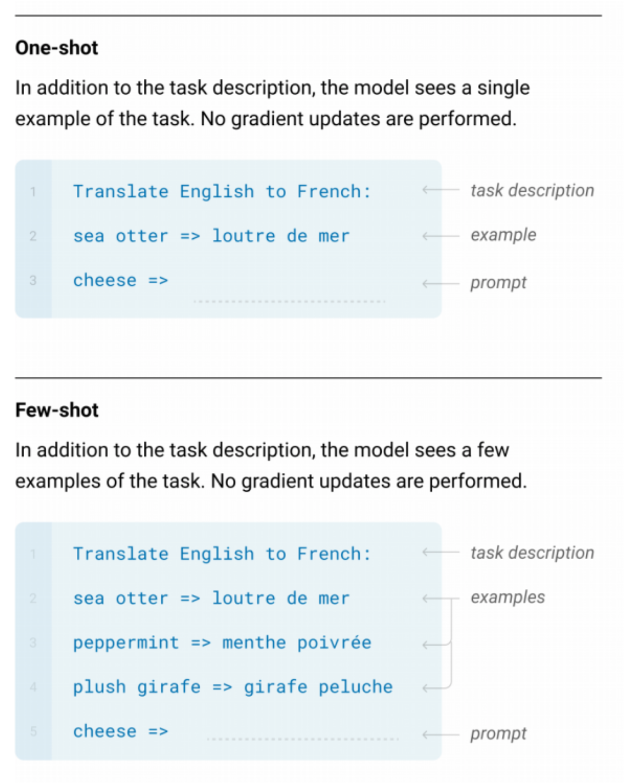 One-shot
In addition to the task description, the model sees a single
example of the task. No gradient updates are performed.
1 Translate English to French: task description
2 sea otter => loutre de mer example
3 cheese => prompt
Few-shot
In addition to the task description, the model sees a few
examples of the task. No gradient updates are performed.
1 Translate English to French: task description
2 sea otter => loutre de mer examples
3 peppermint => menthe poivrée
4 plush girafe => girafe peluche
5 cheese => prompt